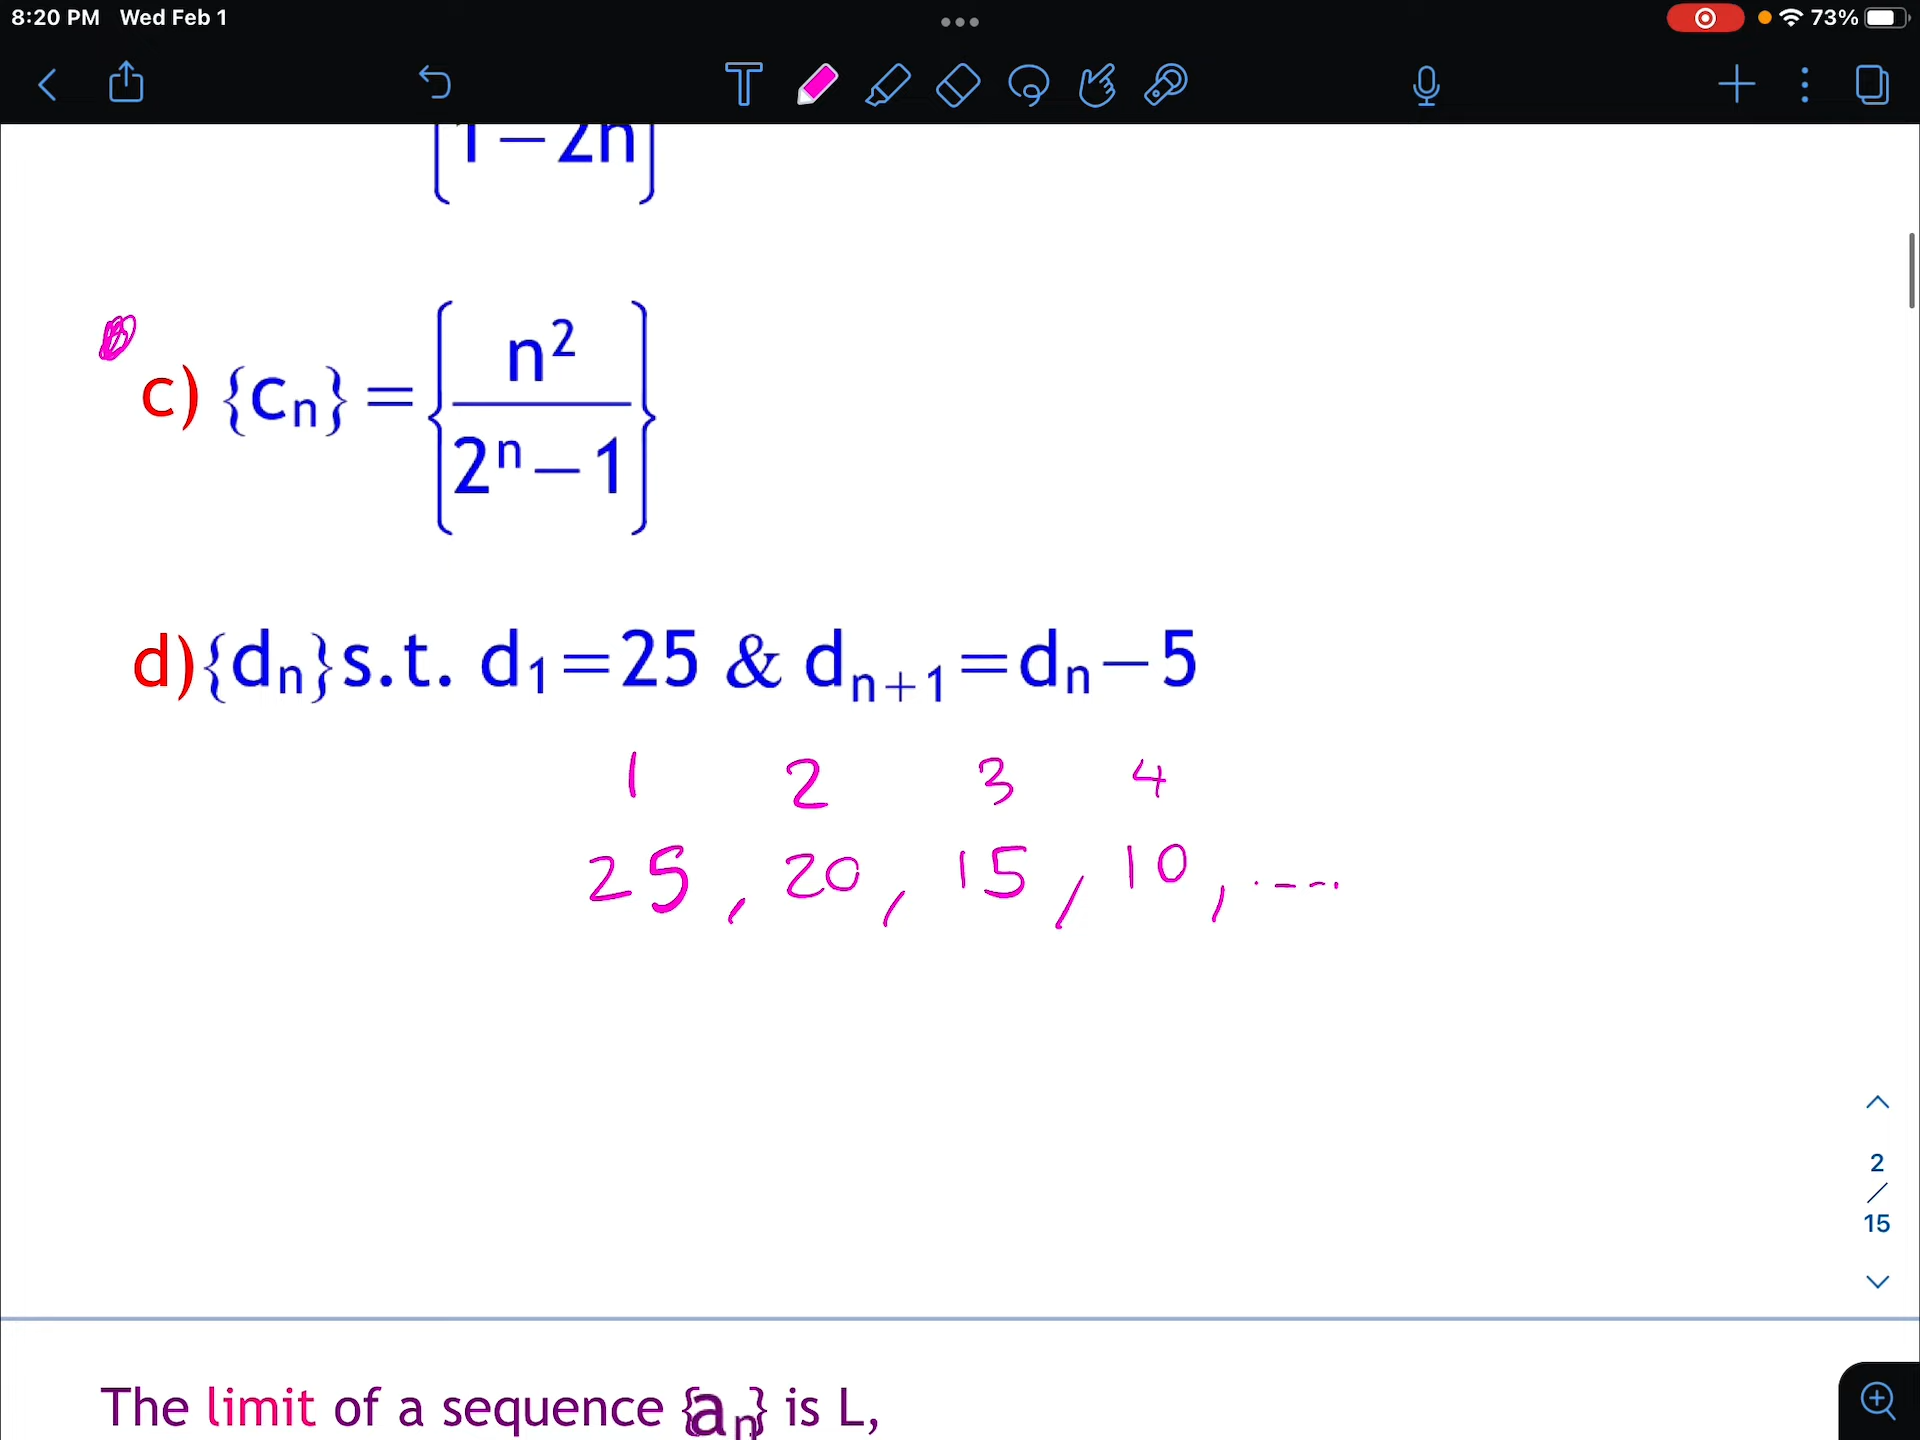 8:20 PM Wed Feb 1
73%
{1 − 2n}
c) {cₙ} = {n² / (2ⁿ − 1)}
d) {dₙ} s.t. d₁ = 25 & dₙ₊₁ = dₙ − 5
1 2 3 4
25 , 20 , 15 , 10 , ....
2
/
15
The limit of a sequence {aₙ} is L,